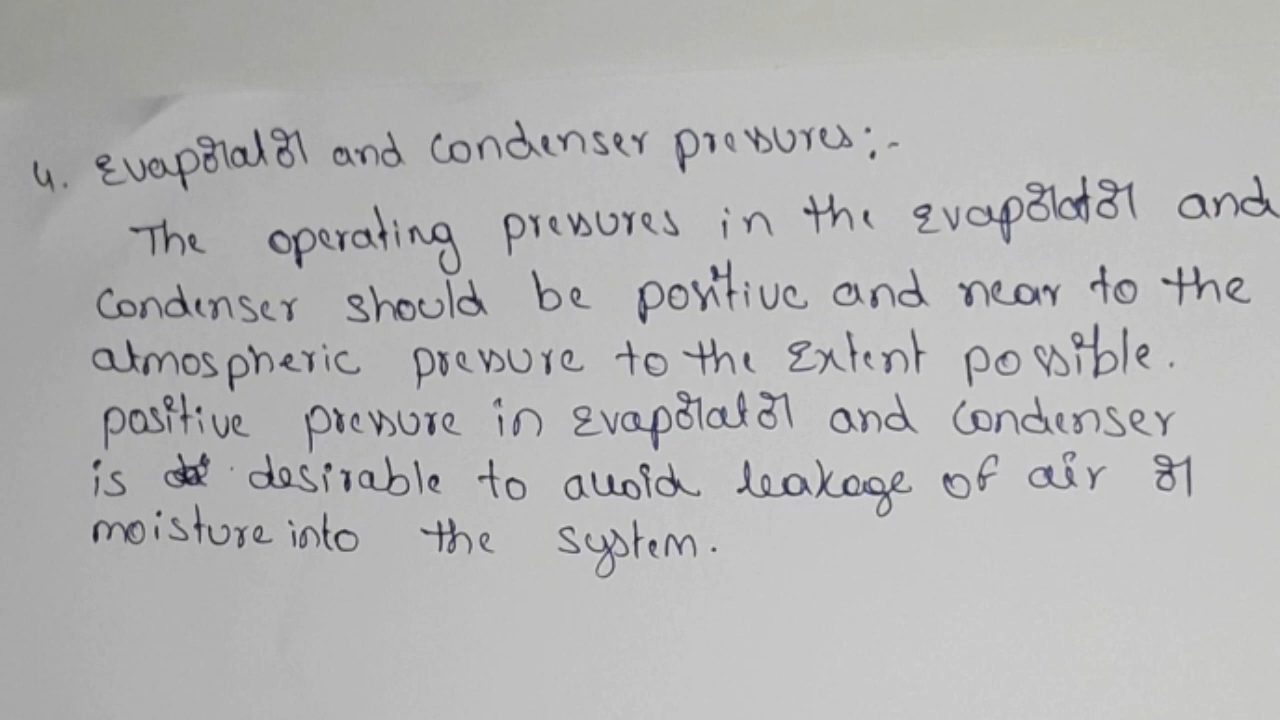 4. Evaporator and condenser pressures:-
The operating pressures in the evaporator and
condenser should be positive and near to the
atmospheric pressure to the Extent possible.
positive pressure in Evaporator and condenser
is desirable to avoid leakage of air or
moisture into the system.